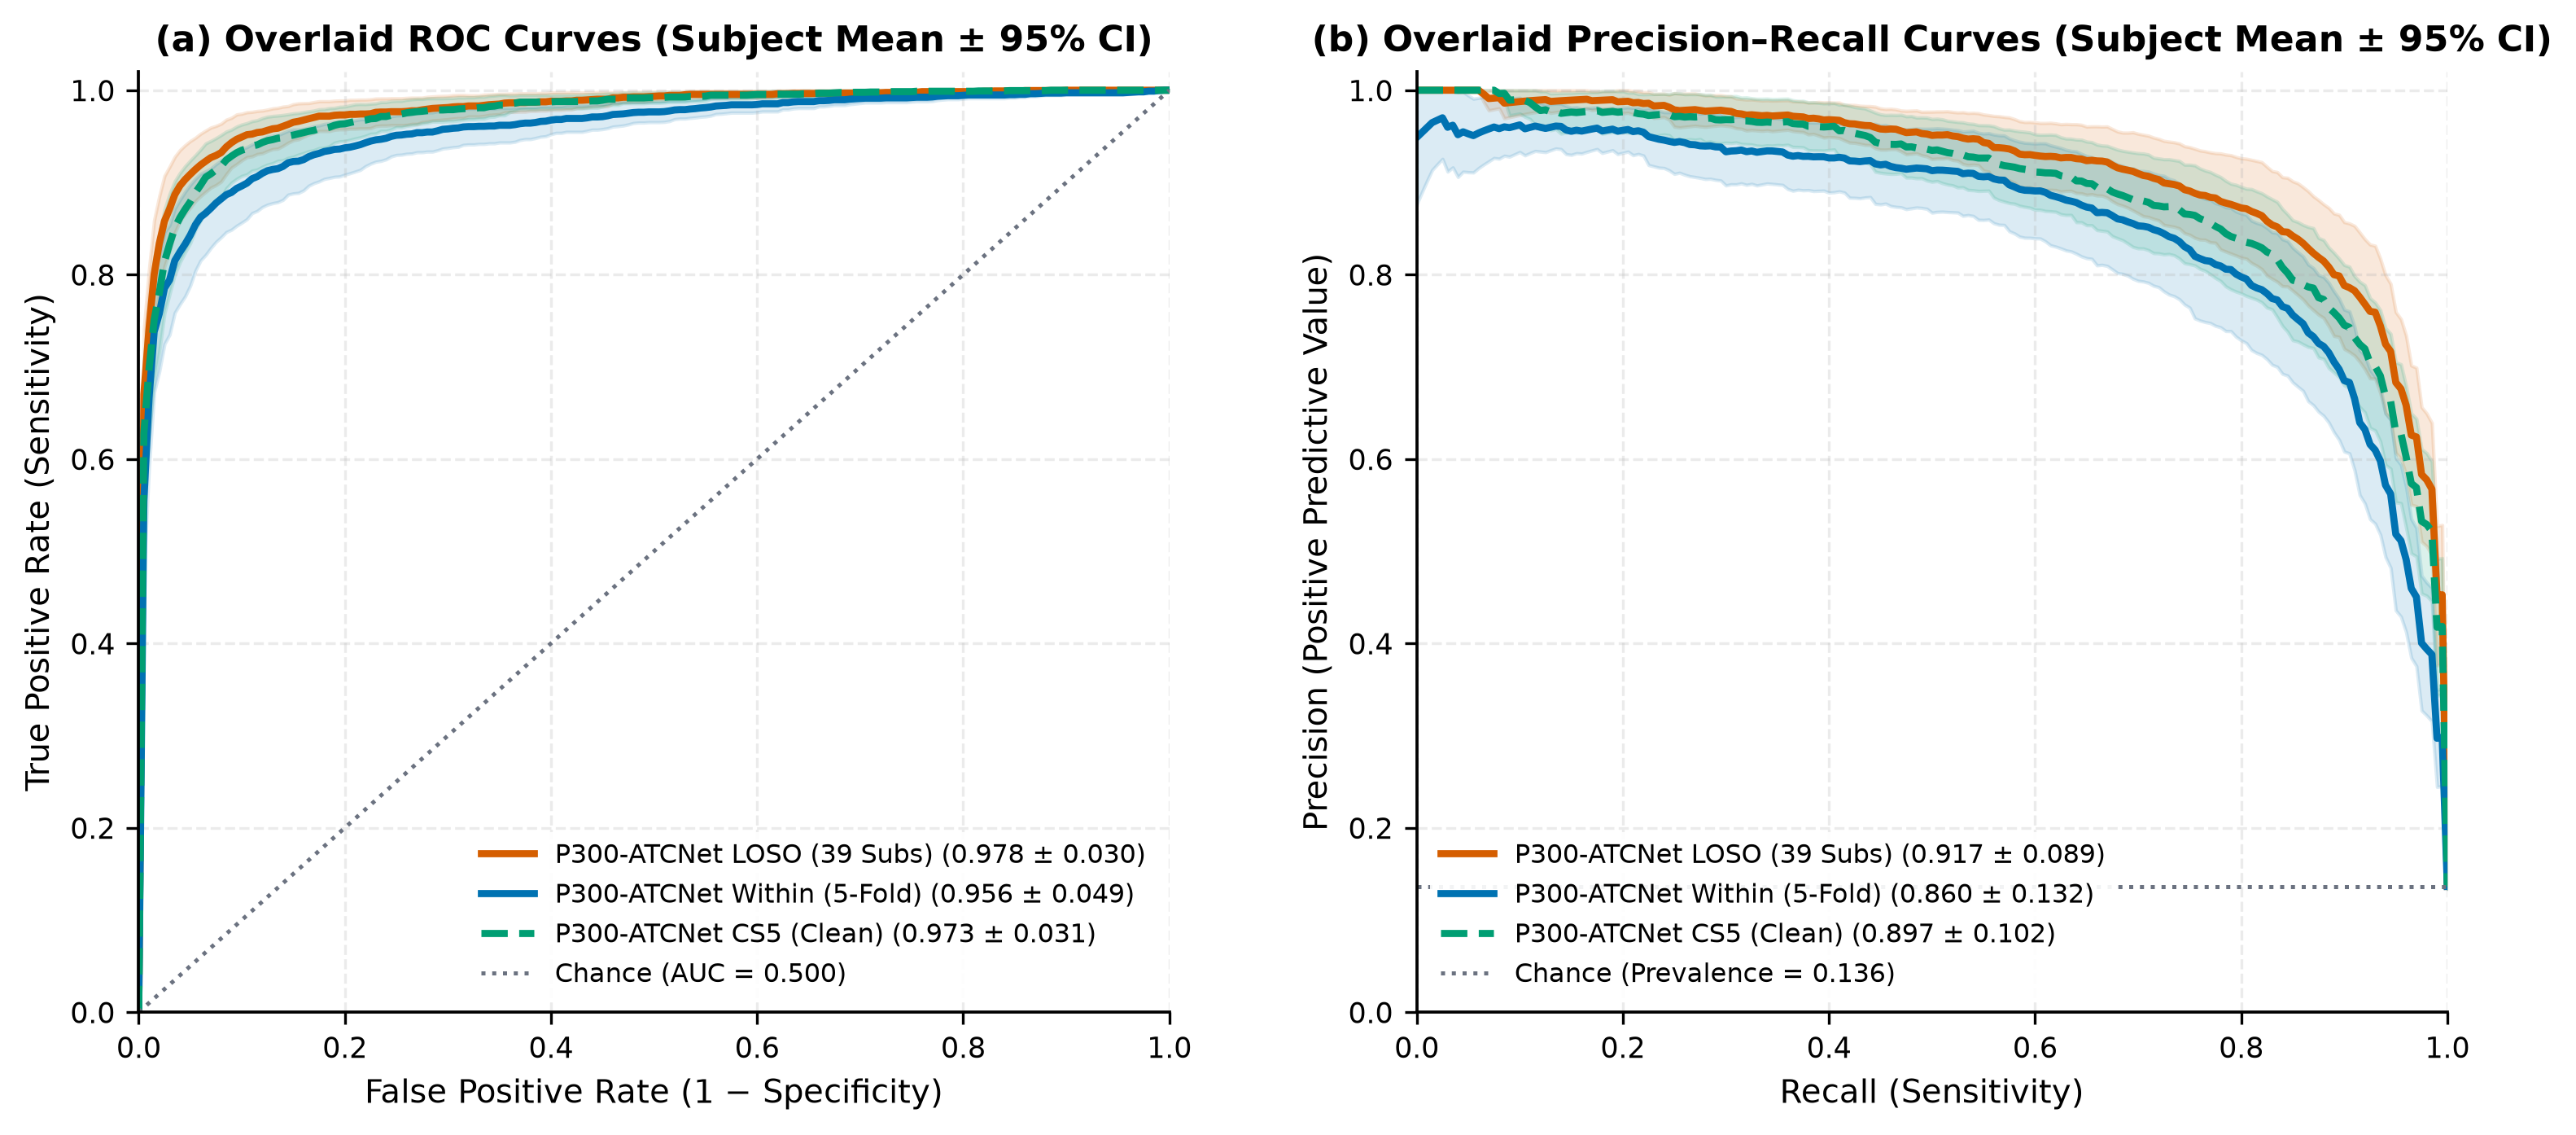 (a) Overlaid ROC Curves (Subject Mean ± 95% CI)
True Positive Rate (Sensitivity)
1.0
0.8
0.6
0.4
0.2
0.0
P300-ATCNet LOSO (39 Subs) (0.978 ± 0.030)
P300-ATCNet Within (5-Fold) (0.956 ± 0.049)
P300-ATCNet CS5 (Clean) (0.973 ± 0.031)
Chance (AUC = 0.500)
0.0 0.2 0.4 0.6 0.8 1.0
False Positive Rate (1 − Specificity)
(b) Overlaid Precision–Recall Curves (Subject Mean ± 95% CI)
Precision (Positive Predictive Value)
1.0
0.8
0.6
0.4
0.2
0.0
P300-ATCNet LOSO (39 Subs) (0.917 ± 0.089)
P300-ATCNet Within (5-Fold) (0.860 ± 0.132)
P300-ATCNet CS5 (Clean) (0.897 ± 0.102)
Chance (Prevalence = 0.136)
0.0 0.2 0.4 0.6 0.8 1.0
Recall (Sensitivity)